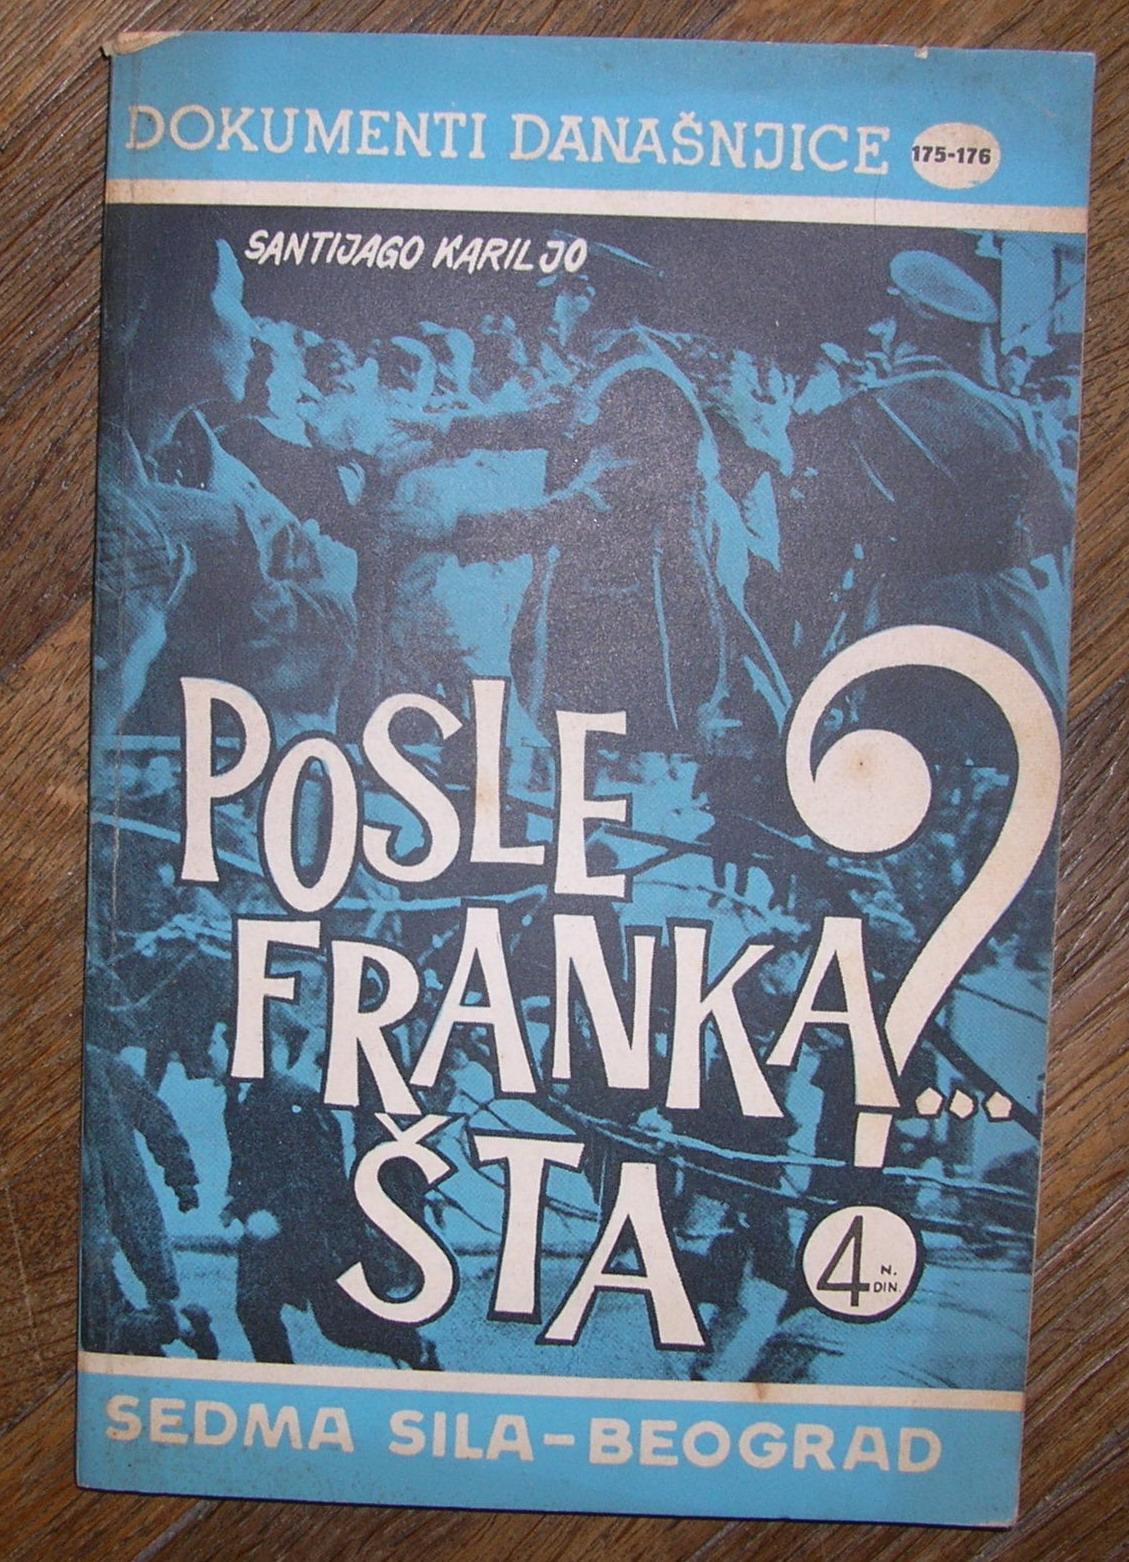 DOKUMENTI DANAŠNJICE 175-176
SANTIJAGO KARILJO
POSLE
FRANKA?!...
ŠTA
4 N. DIN.
SEDMA SILA-BEOGRAD